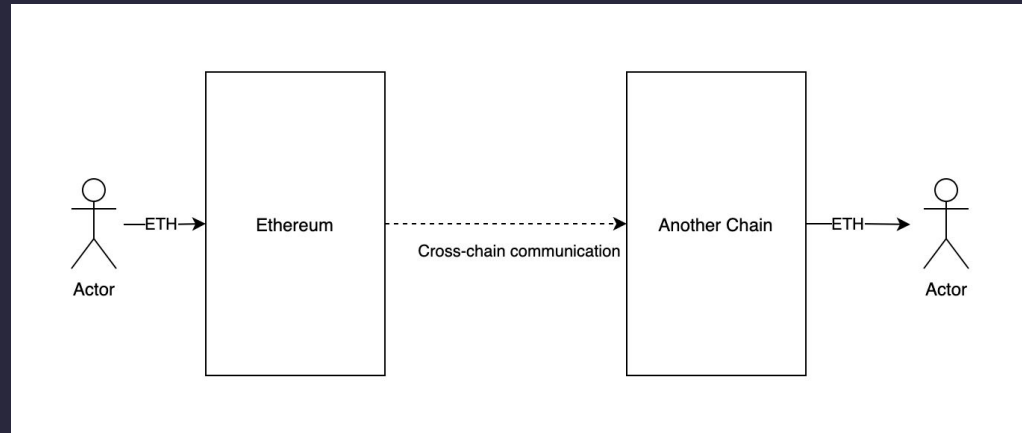 ETH
Ethereum
Cross-chain communication
Another Chain
ETH
Actor
Actor